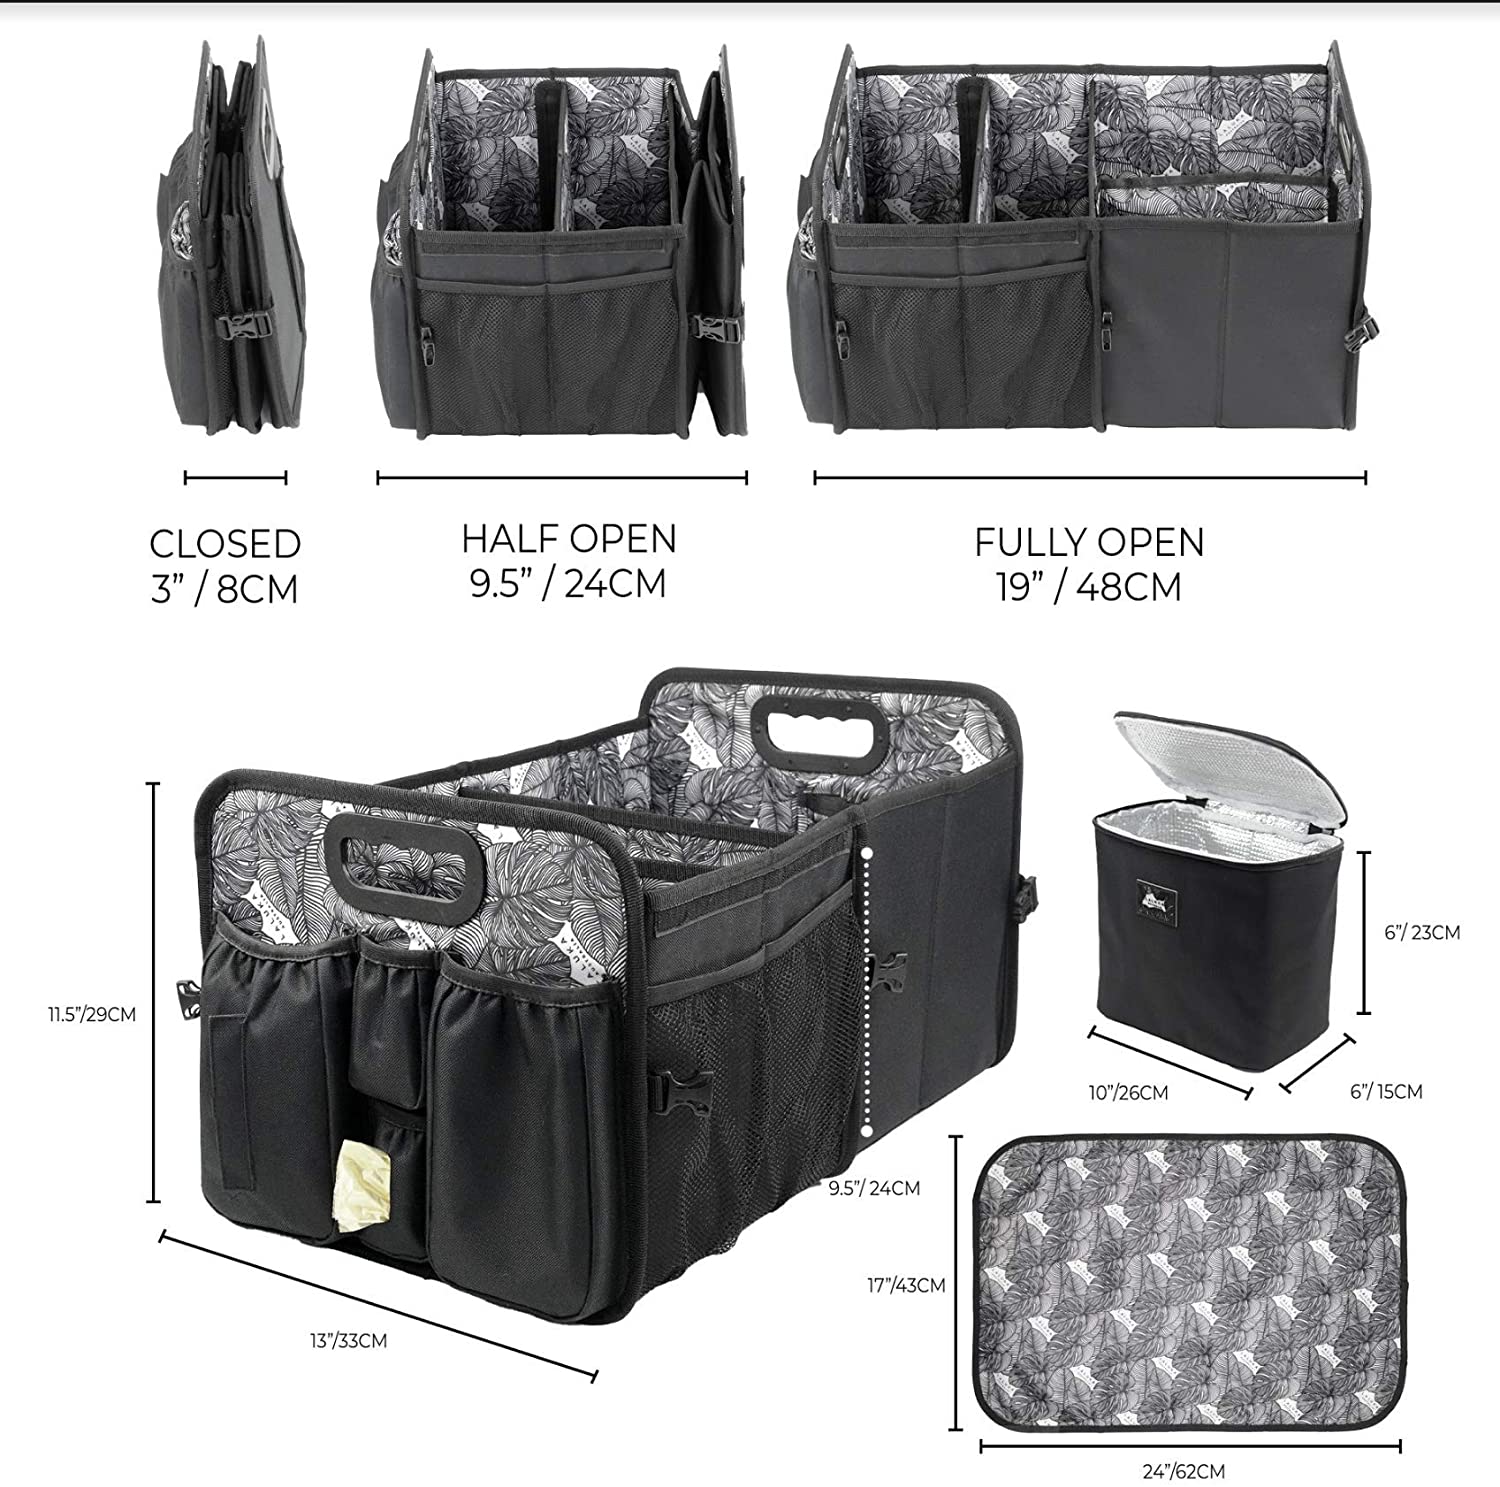 CLOSED
3” / 8CM
HALF OPEN
9.5” / 24CM
FULLY OPEN
19” / 48CM
11.5”/29CM
13”/33CM
9.5”/ 24CM
6”/ 23CM
10”/26CM
6”/ 15CM
17”/43CM
24”/62CM